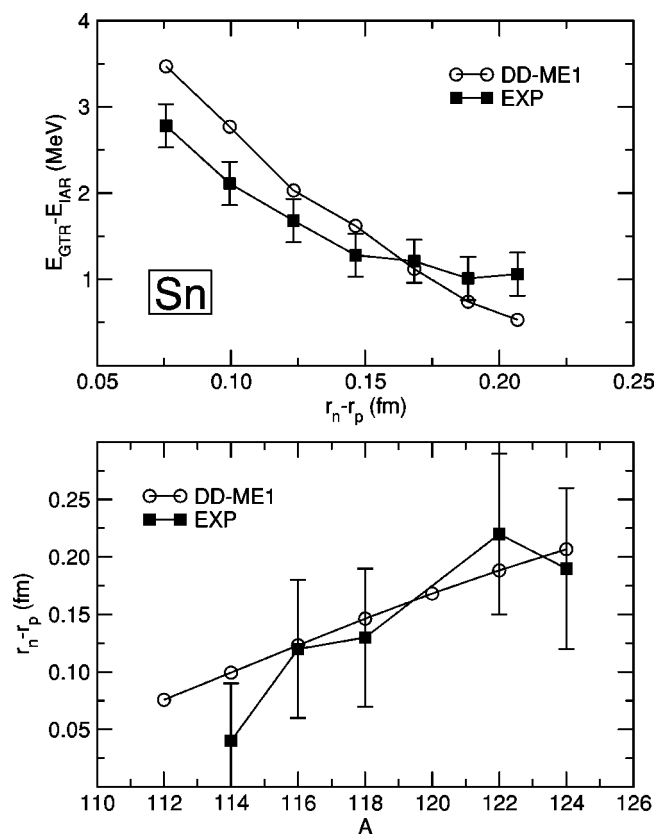 4
3
2
1
E_GTR-E_IAR (MeV)
DD-ME1
EXP
Sn
0.05 0.10 0.15 0.20 0.25
r_n-r_p (fm)
0.25
0.20
0.15
0.10
0.05
r_n-r_p (fm)
DD-ME1
EXP
110 112 114 116 118 120 122 124 126
A